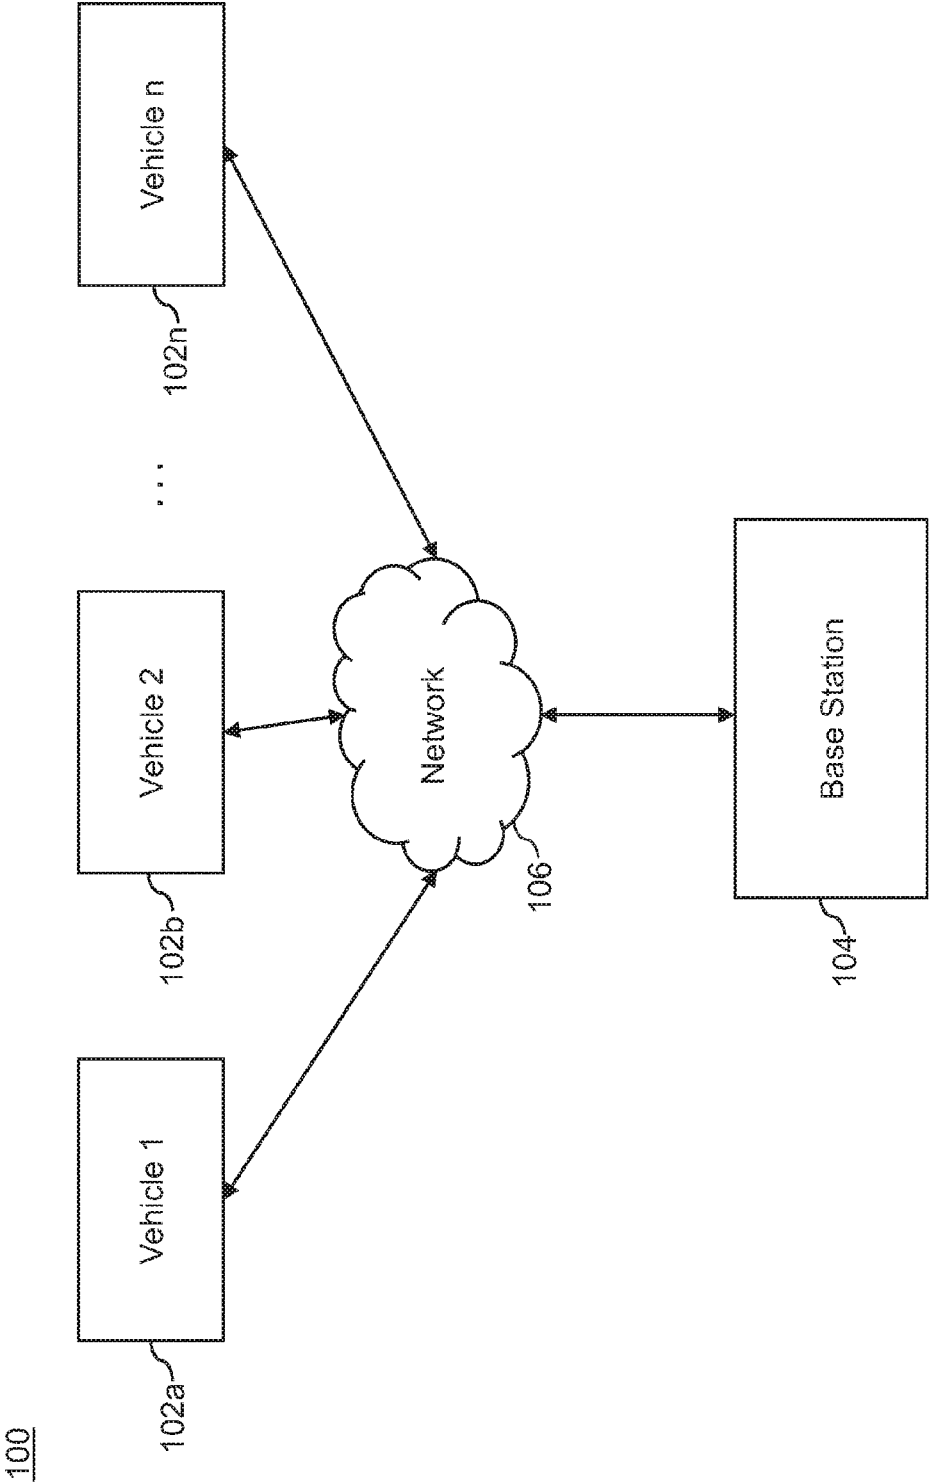 100
Vehicle 1
Vehicle 2
...
Vehicle n
102a
102b
102n
Network
106
Base Station
104